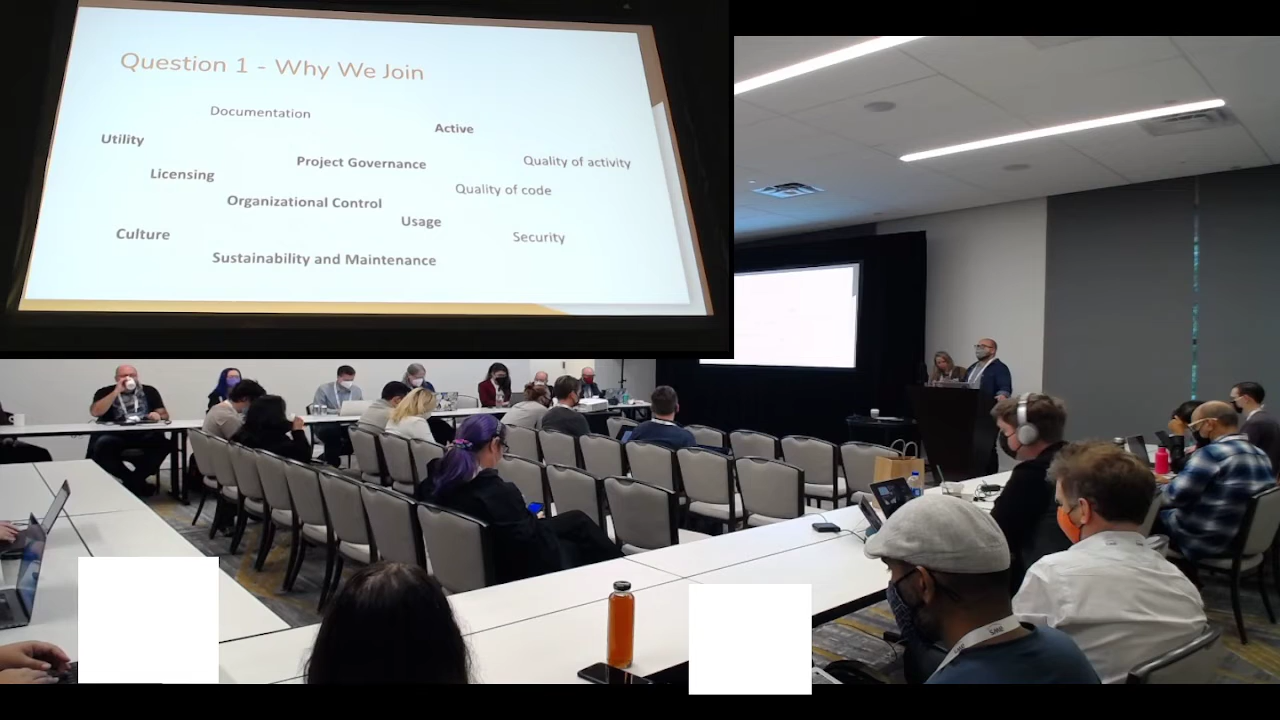 Question 1 - Why We Join
Documentation
Active
Utility
Project Governance
Quality of activity
Licensing
Quality of code
Organizational Control
Usage
Culture
Security
Sustainability and Maintenance